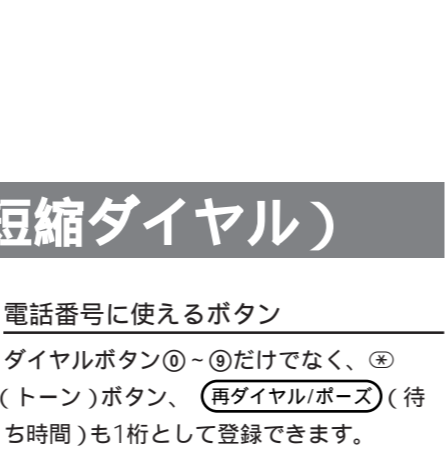 短縮ダイヤル)
電話番号に使えるボタン
ダイヤルボタン⓪~⑨だけでなく、✱
(トーン)ボタン、 再ダイヤル/ポーズ (待
ち時間)も1桁として登録できます。